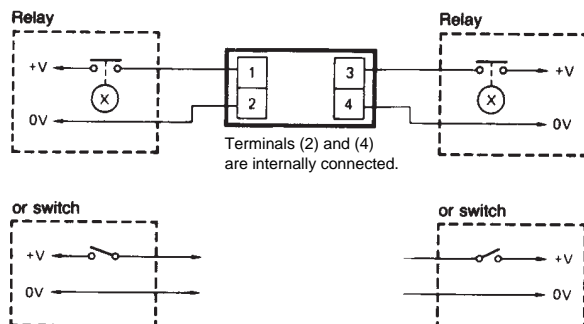 Relay
Relay
+V
X
0V
1
2
3
4
+V
X
0V
Terminals (2) and (4)
are internally connected.
or switch
or switch
+V
0V
+V
0V